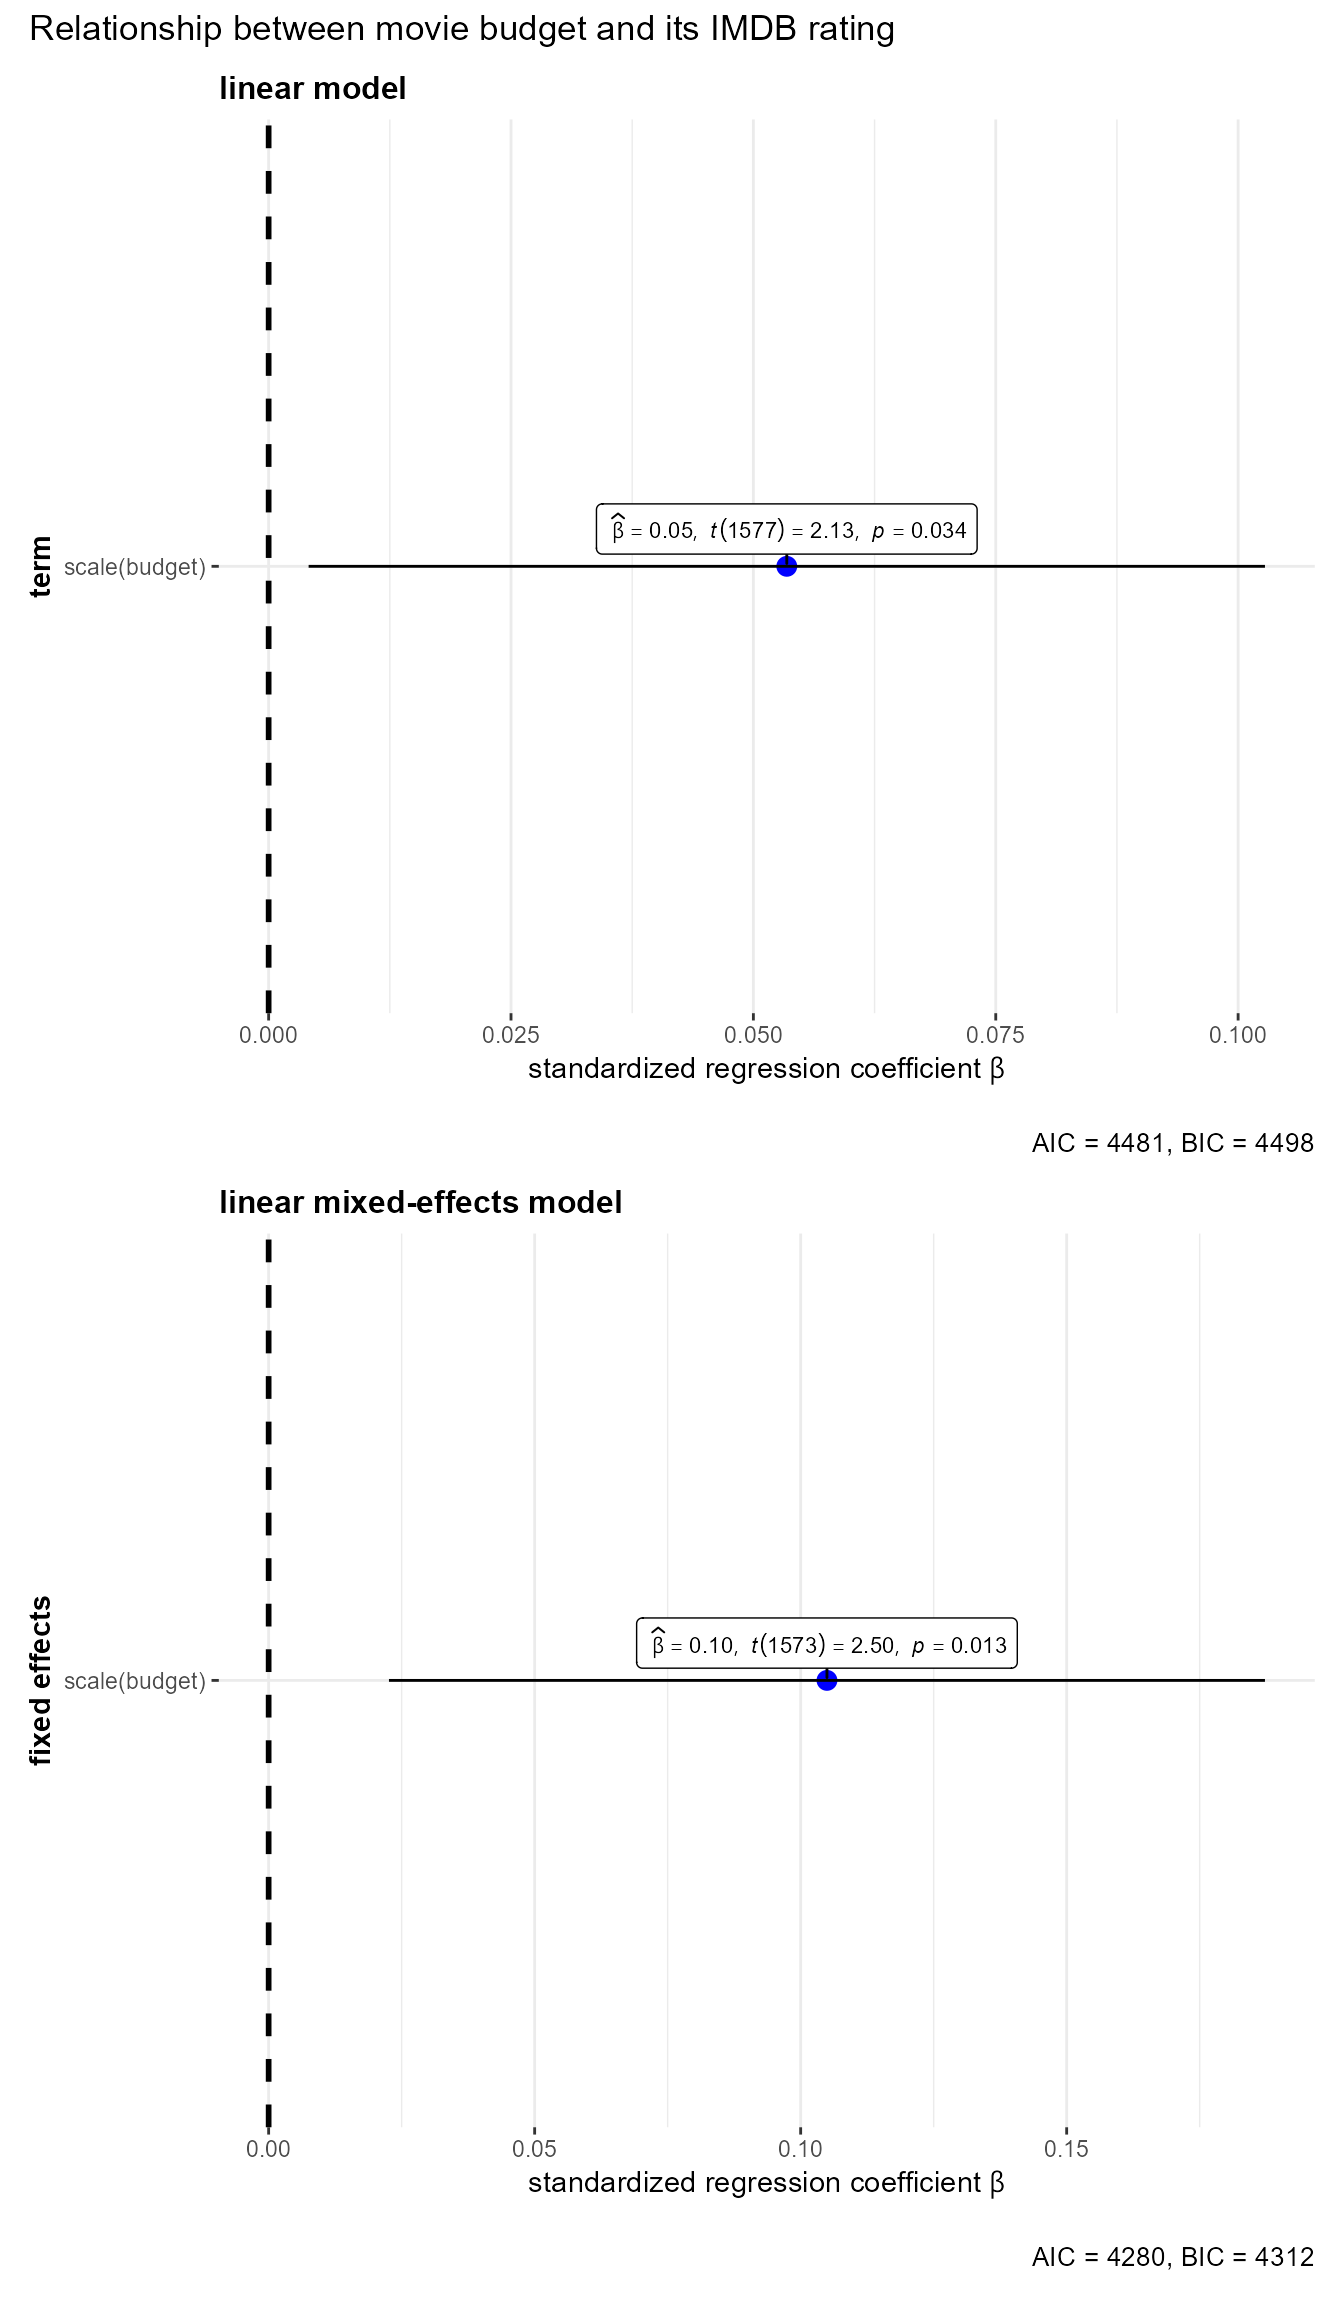 Relationship between movie budget and its IMDB rating
linear model
term
scale(budget)
β̂ = 0.05, t(1577) = 2.13, p = 0.034
0.000 0.025 0.050 0.075 0.100
standardized regression coefficient β
AIC = 4481, BIC = 4498
linear mixed-effects model
fixed effects
scale(budget)
β̂ = 0.10, t(1573) = 2.50, p = 0.013
0.00 0.05 0.10 0.15
standardized regression coefficient β
AIC = 4280, BIC = 4312